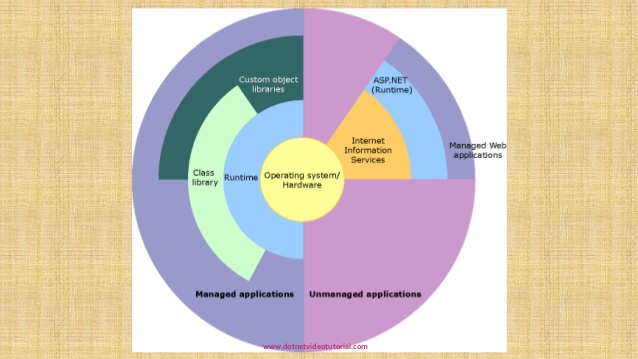 Custom object
libraries
ASP.NET
(Runtime)
Internet
Information
Services
Managed Web
applications
Class
library
Runtime
Operating system/
Hardware
Managed applications
Unmanaged applications
www.dotnetvideotutorial.com